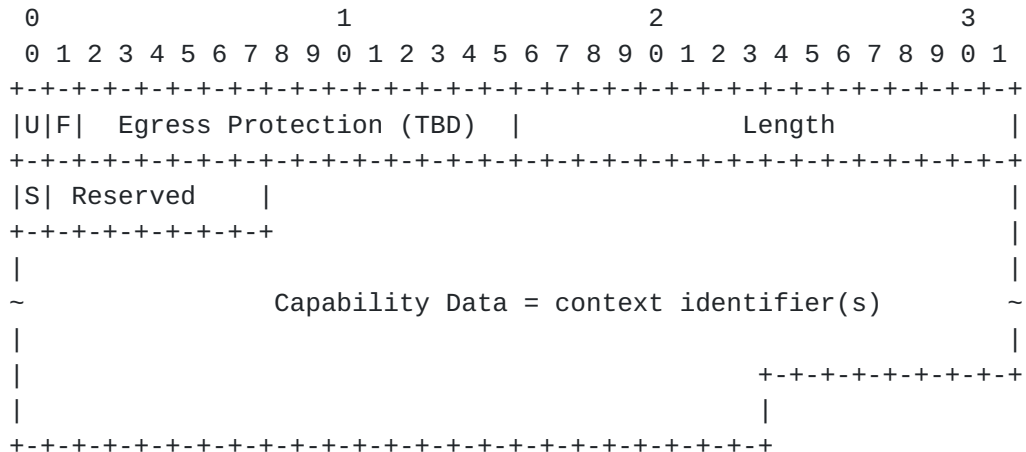 0                   1                   2                   3
 0 1 2 3 4 5 6 7 8 9 0 1 2 3 4 5 6 7 8 9 0 1 2 3 4 5 6 7 8 9 0 1
+-+-+-+-+-+-+-+-+-+-+-+-+-+-+-+-+-+-+-+-+-+-+-+-+-+-+-+-+-+-+-+-+
|U|F|  Egress Protection (TBD)  |              Length           |
+-+-+-+-+-+-+-+-+-+-+-+-+-+-+-+-+-+-+-+-+-+-+-+-+-+-+-+-+-+-+-+-+
|S| Reserved    |                                               |
+-+-+-+-+-+-+-+-+                                               |
|                                                               |
~                Capability Data = context identifier(s)        ~
|                                                               |
|                                               +-+-+-+-+-+-+-+-+
|                                               |
+-+-+-+-+-+-+-+-+-+-+-+-+-+-+-+-+-+-+-+-+-+-+-+-+